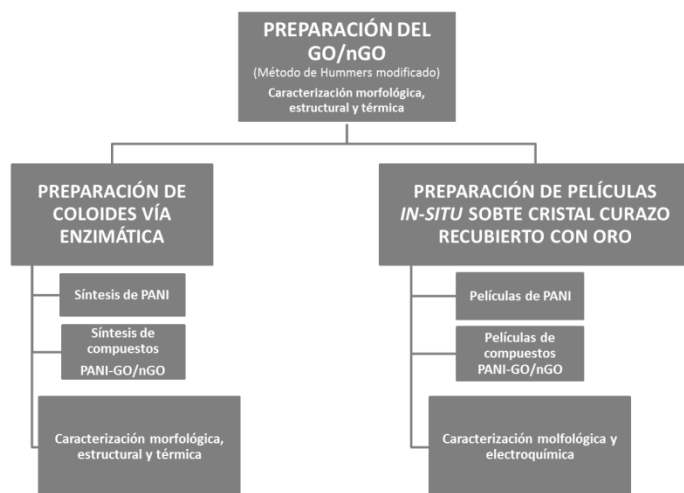 PREPARACIÓN DEL
GO/nGO
(Método de Hummers modificado)
Caracterización morfológica,
estructural y térmica
PREPARACIÓN DE
COLOIDES VÍA
ENZIMÁTICA
Síntesis de PANI
Síntesis de
compuestos
PANI-GO/nGO
Caracterización morfológica,
estructural y térmica
PREPARACIÓN DE PELÍCULAS
IN-SITU SOBTE CRISTAL CURAZO
RECUBIERTO CON ORO
Películas de PANI
Películas de
compuestos
PANI-GO/nGO
Caracterización molfológica y
electroquímica